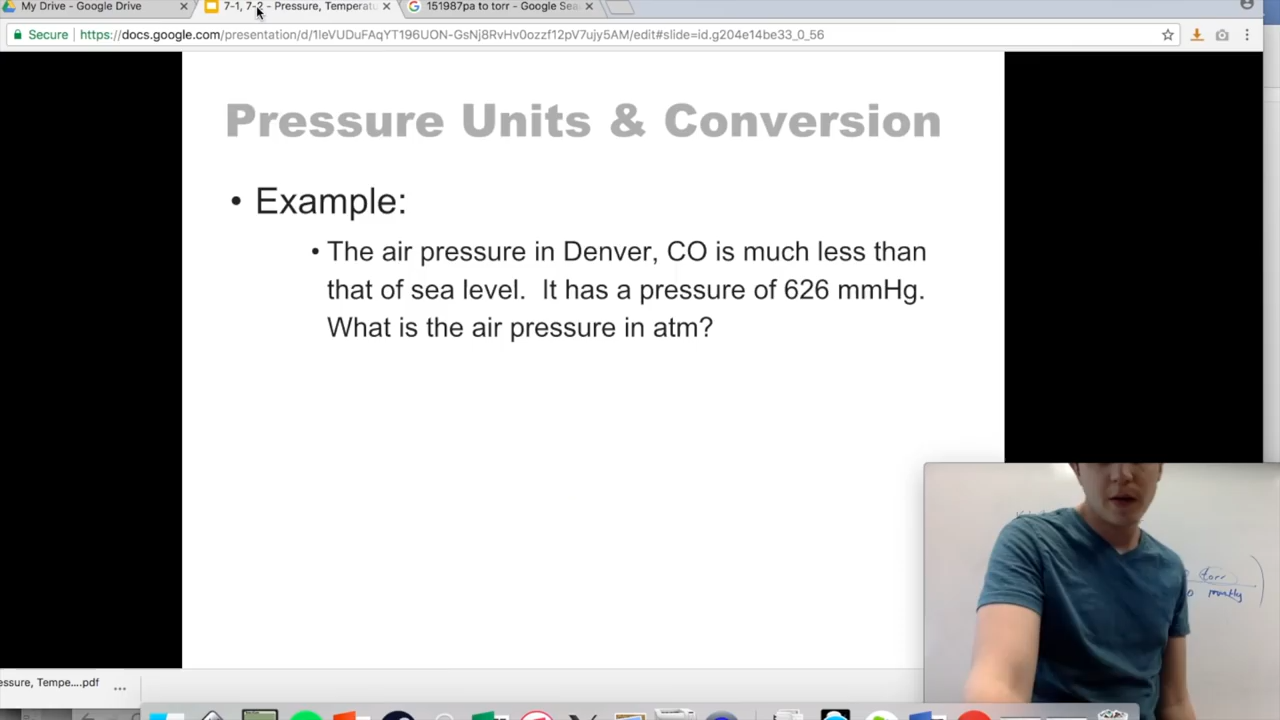 My Drive - Google Drive
7-1, 7-2 - Pressure, Temperatu
151987pa to torr - Google Sea
Secure
https://docs.google.com/presentation/d/1IeVUDuFAqYT196UON-GsNj8RvHv0ozzf12pV7ujy5AM/edit#slide=id.g204e14be33_0_56
Pressure Units & Conversion
• Example:
• The air pressure in Denver, CO is much less than
that of sea level. It has a pressure of 626 mmHg.
What is the air pressure in atm?
torr
mmHg
essure, Tempe....pdf